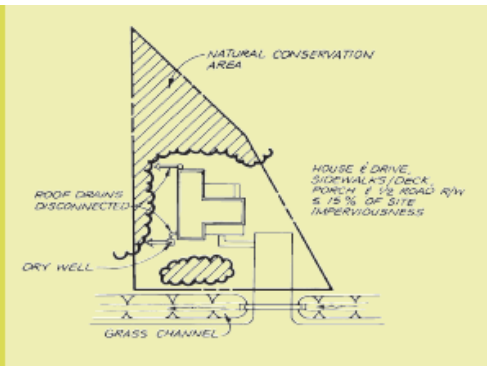 NATURAL CONSERVATION
AREA
HOUSE & DRIVE,
SIDEWALKS/DECK,
PORCH & 1/2 ROAD R/W
≤ 15% OF SITE
IMPERVIOUSNESS
ROOF DRAINS
DISCONNECTED
DRY WELL
GRASS CHANNEL